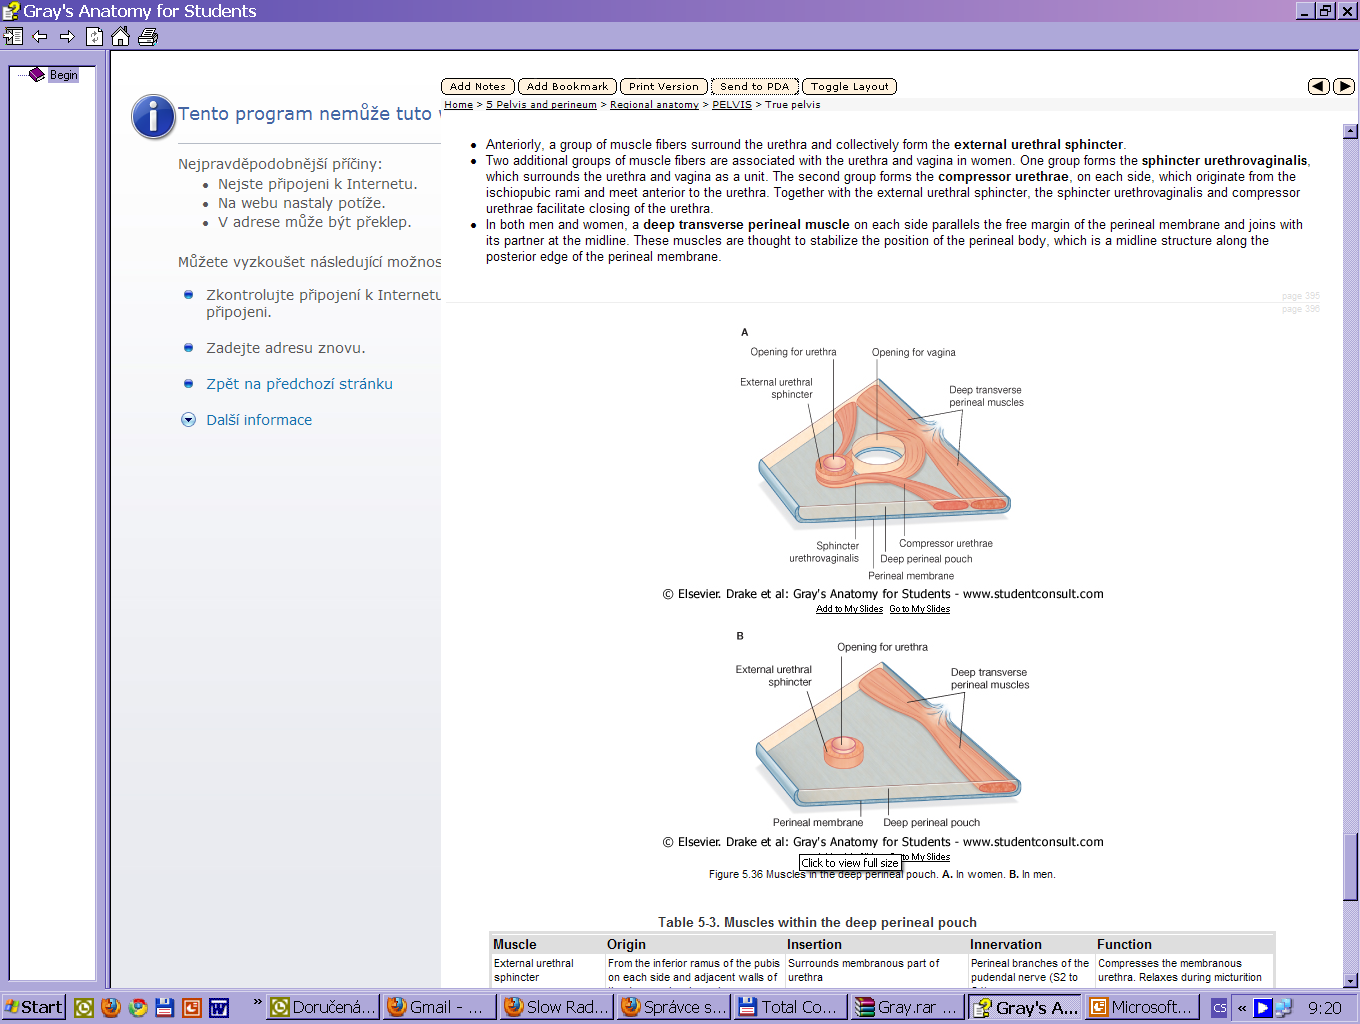 Gray's Anatomy for Students
Begin
Tento program nemůže tuto
Nejpravděpodobnější příčiny:
Nejste připojeni k Internetu.
Na webu nastaly potíže.
V adrese může být překlep.
Můžete vyzkoušet následující možnos
Zkontrolujte připojení k Internetu
připojeni.
Zadejte adresu znovu.
Zpět na předchozí stránku
Další informace
Add Notes Add Bookmark Print Version Send to PDA Toggle Layout
Home > 5 Pelvis and perineum > Regional anatomy > PELVIS > True pelvis
Anteriorly, a group of muscle fibers surround the urethra and collectively form the external urethral sphincter.
Two additional groups of muscle fibers are associated with the urethra and vagina in women. One group forms the sphincter urethrovaginalis,
which surrounds the urethra and vagina as a unit. The second group forms the compressor urethrae, on each side, which originate from the
ischiopubic rami and meet anterior to the urethra. Together with the external urethral sphincter, the sphincter urethrovaginalis and compressor
urethrae facilitate closing of the urethra.
In both men and women, a deep transverse perineal muscle on each side parallels the free margin of the perineal membrane and joins with
its partner at the midline. These muscles are thought to stabilize the position of the perineal body, which is a midline structure along the
posterior edge of the perineal membrane.
page 395
page 396
A
Opening for urethra
Opening for vagina
External urethral
sphincter
Deep transverse
perineal muscles
Sphincter
urethrovaginalis
Compressor urethrae
Deep perineal pouch
Perineal membrane
© Elsevier. Drake et al: Gray's Anatomy for Students - www.studentconsult.com
Add to My Slides Go to My Slides
B
Opening for urethra
External urethral
sphincter
Deep transverse
perineal muscles
Perineal membrane
Deep perineal pouch
© Elsevier. Drake et al: Gray's Anatomy for Students - www.studentconsult.com
to My Slides
Click to view full size
Figure 5.36 Muscles in the deep perineal pouch. A. In women. B. In men.
Table 5-3. Muscles within the deep perineal pouch
Muscle Origin Insertion Innervation Function
External urethral From the inferior ramus of the pubis Surrounds membranous part of Perineal branches of the Compresses the membranous
sphincter on each side and adjacent walls of urethra pudendal nerve (S2 to urethra. Relaxes during micturition
Start » Doručená... Gmail - ... Slow Rad... Správce s... Total Co... Gray.rar ... Gray's A... Microsoft... CS « 9:20